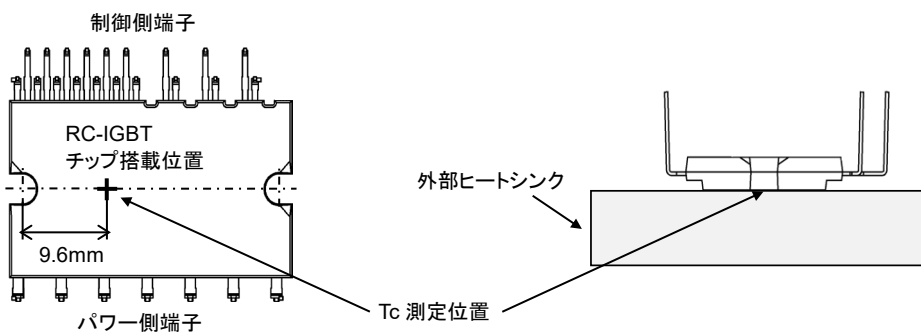 制御側端子
RC-IGBT
チップ搭載位置
外部ヒートシンク
9.6mm
Tc 測定位置
パワー側端子